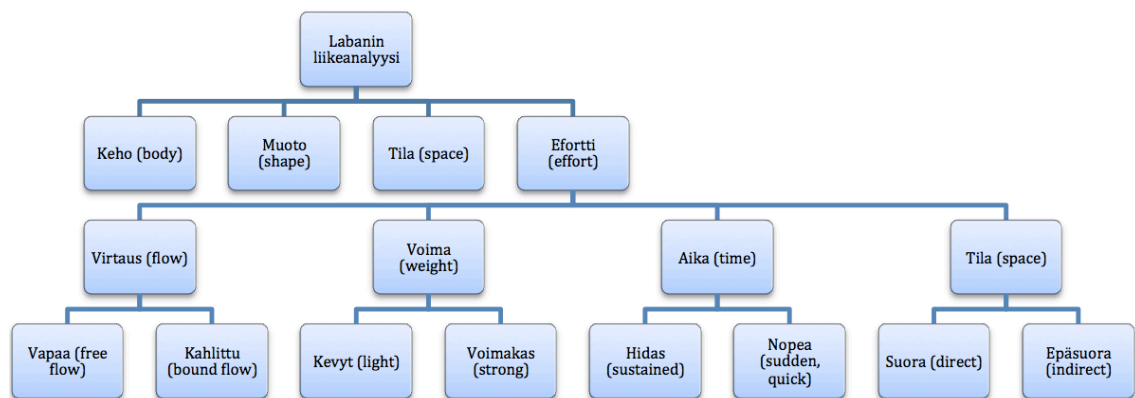 Labanin
liikeanalyysi
Keho (body)
Muoto
(shape)
Tila (space)
Efortti
(effort)
Virtaus (flow)
Voima
(weight)
Aika (time)
Tila (space)
Vapaa (free
flow)
Kahlittu
(bound flow)
Kevyt (light)
Voimakas
(strong)
Hidas
(sustained)
Nopea
(sudden,
quick)
Suora (direct)
Epäsuora
(indirect)